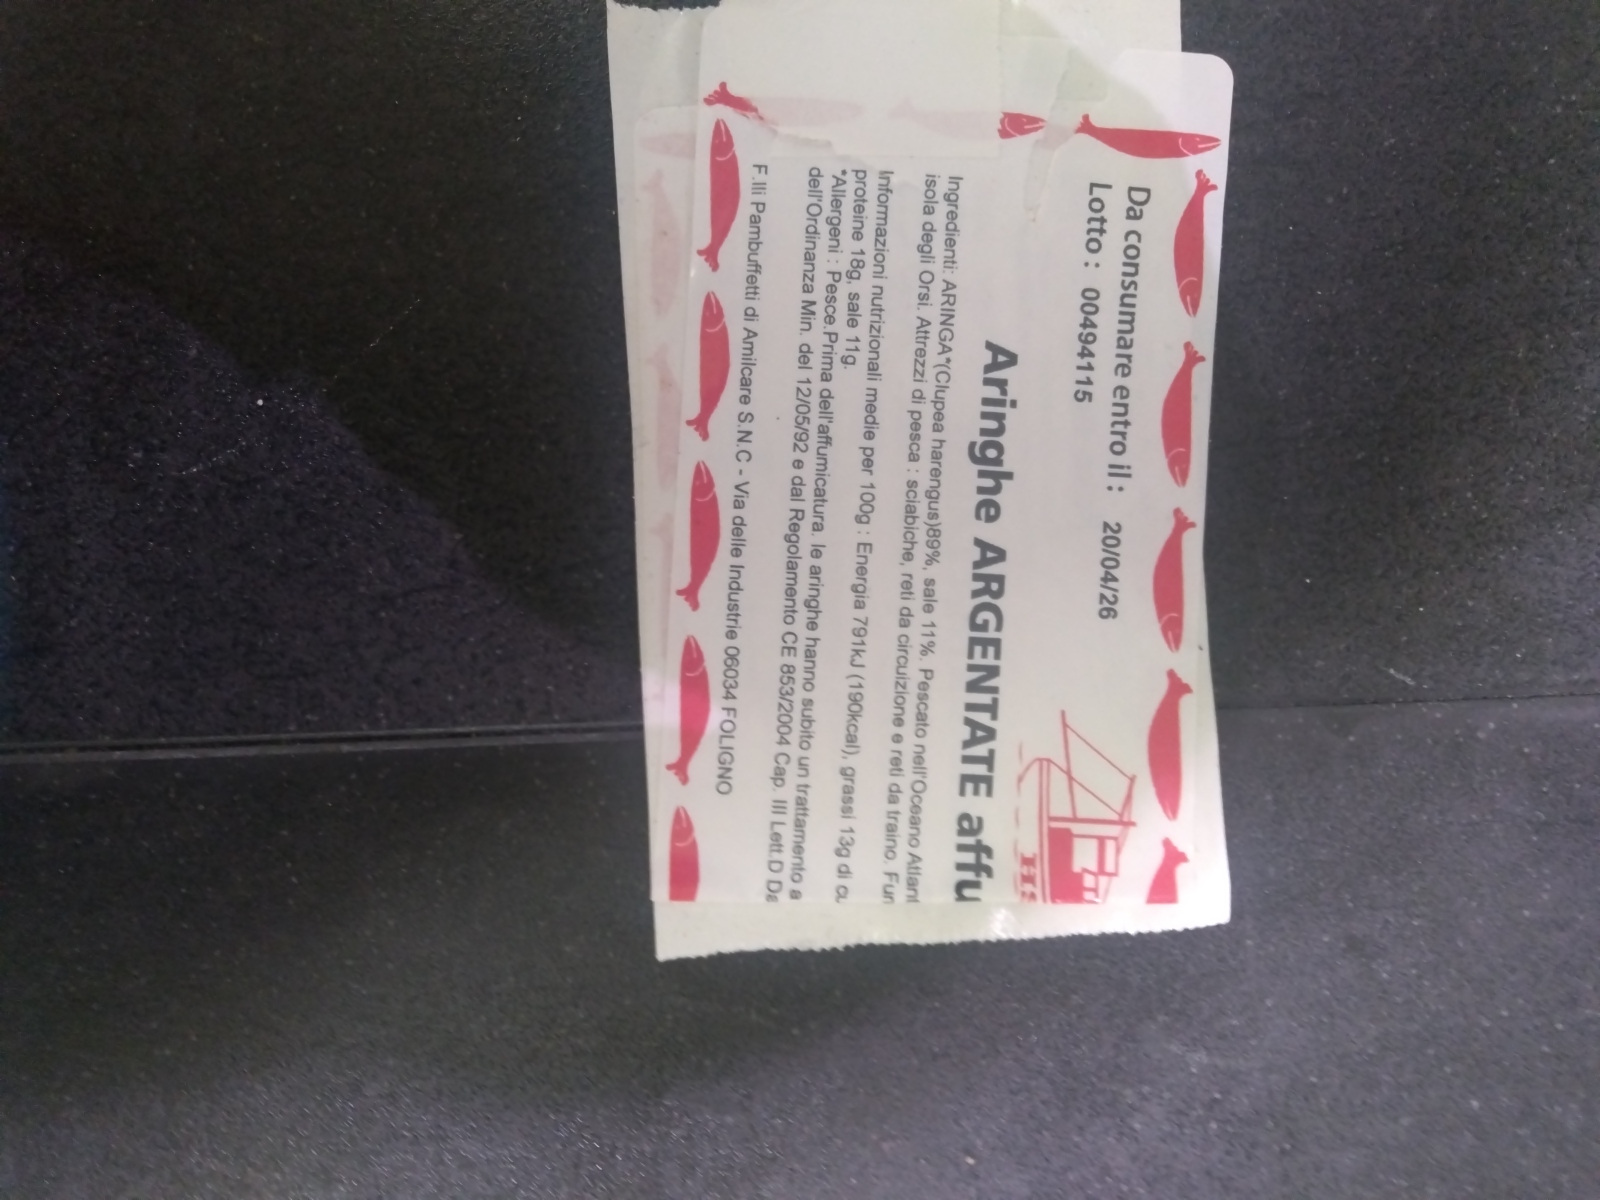 Da consumare entro il : 20/04/26
Lotto : 00494115
Aringhe ARGENTATE affu
Ingredienti: ARINGA*(Clupea harengus)89%, sale 11%. Pescato nell'Oceano Atlant
isola degli Orsi. Attrezzi di pesca : sciabiche, reti da circuizione e reti da traino. Fum
Informazioni nutrizionali medie per 100g : Energia 791kJ (190kcal), grassi 13g di cu
proteine 18g, sale 11g.
*Allergeni : Pesce.Prima dell'affumicatura. le aringhe hanno subito un trattamento a
dell'Ordinanza Min. del 12/05/92 e dal Regolamento CE 853/2004 Cap. III Lett.D Da
F.lli Pambuffetti di Amilcare S.N.C - Via delle Industrie 06034 FOLIGNO